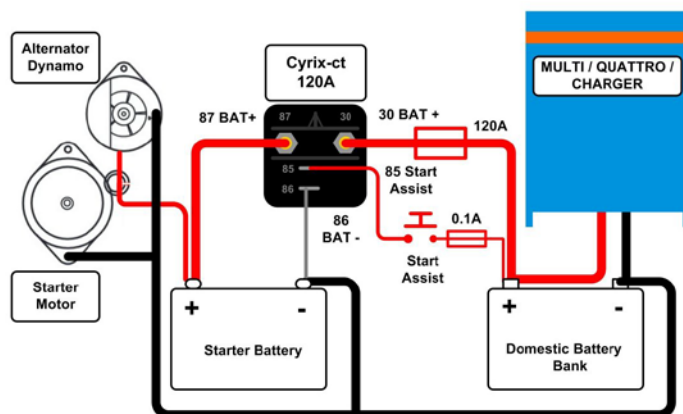 Alternator
Dynamo
Cyrix-ct
120A
MULTI / QUATTRO /
CHARGER
87 BAT+
87
30
30 BAT +
120A
85
85 Start
Assist
86
86
BAT -
0.1A
Start
Assist
Starter
Motor
+
-
Starter Battery
+
-
Domestic Battery
Bank